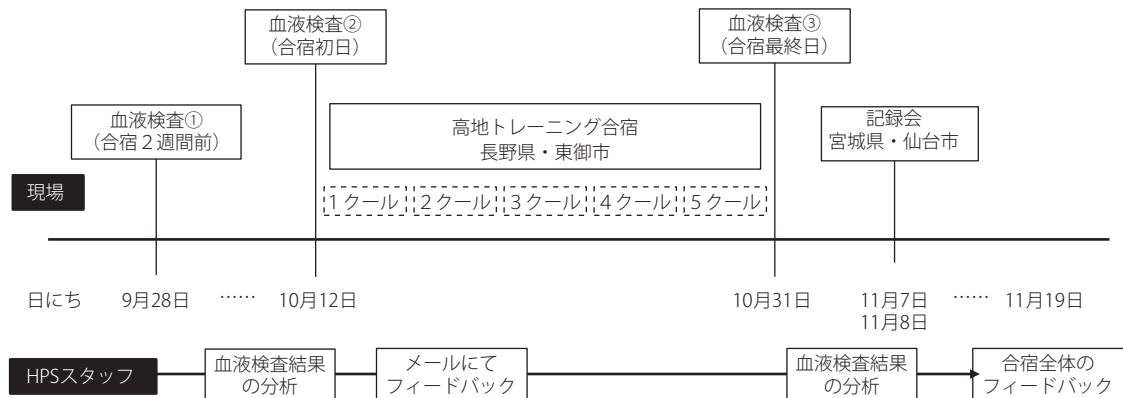 血液検査②
（合宿初日）
血液検査③
（合宿最終日）
血液検査①
（合宿２週間前）
高地トレーニング合宿
長野県・東御市
記録会
宮城県・仙台市
現場
1クール
2クール
3クール
4クール
5クール
日にち
9月28日
……
10月12日
10月31日
11月7日
11月8日
……
11月19日
HPSスタッフ
血液検査結果
の分析
メールにて
フィードバック
血液検査結果
の分析
合宿全体の
フィードバック